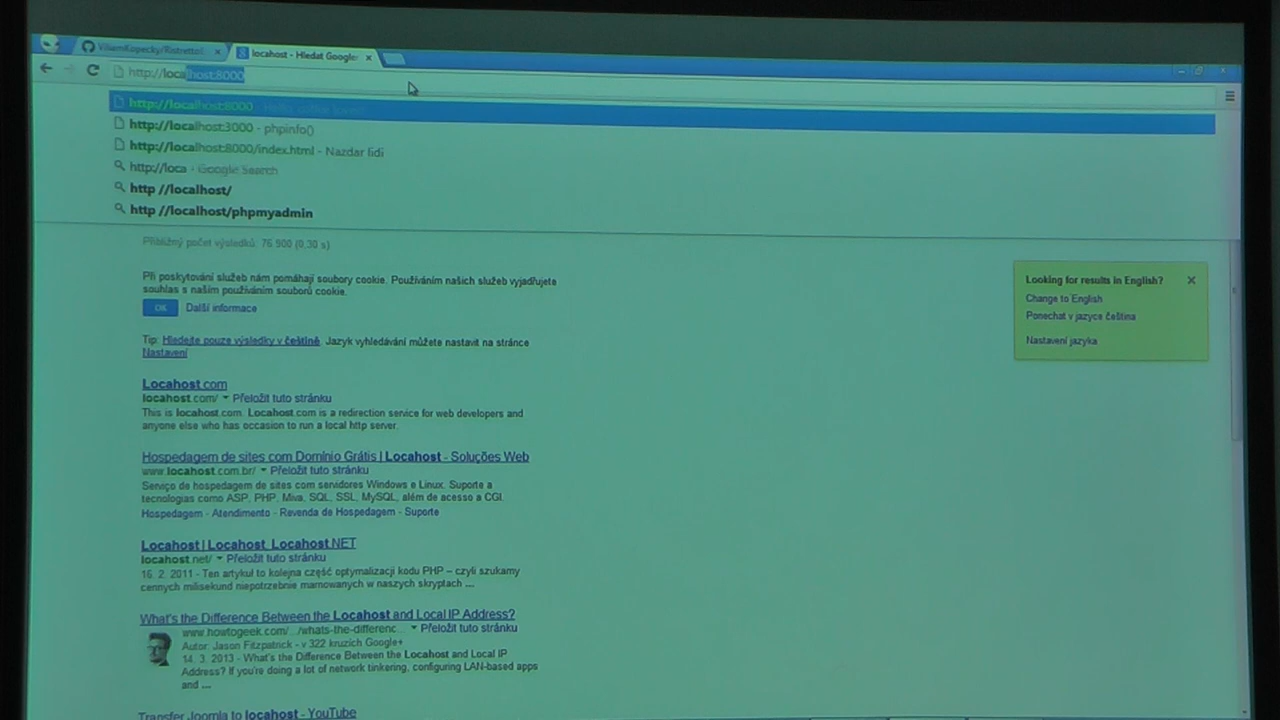 ViliamKopecky/Ristretto
locahost - Hledat Google
http://localhost:8000
http://localhost:8000
http://localhost:3000 - phpinfo()
http://localhost:8000/index.html - Nazdar lidi
http://loca - Google Search
http //localhost/
http //localhost/phpmyadmin
Přibližný počet výsledků: 76 900 (0,30 s)
Při poskytování služeb nám pomáhají soubory cookie. Používáním našich služeb vyjadřujete
souhlas s naším používáním souborů cookie.
OK Další informace
Looking for results in English?
Change to English
Ponechat v jazyce čeština
Nastavení jazyka
Tip: Hledejte pouze výsledky v češtině. Jazyk vyhledávání můžete nastavit na stránce
Nastavení
Locahost.com
locahost.com/ Přeložit tuto stránku
This is locahost.com. Locahost.com is a redirection service for web developers and
anyone else who has occasion to run a local http server.
Hospedagem de sites com Domínio Grátis | Locahost - Soluções Web
www.locahost.com.br/ Přeložit tuto stránku
Serviço de hospedagem de sites com servidores Windows e Linux. Suporte a
tecnologias como ASP, PHP, Miva, SQL, SSL, MySQL, além de acesso a CGI.
Hospedagem - Atendimento - Revenda de Hospedagem - Suporte
Locahost | Locahost, Locahost.NET
locahost.net/ Přeložit tuto stránku
16. 2. 2011 - Ten artykuł to kolejna część optymalizacji kodu PHP – czyli szukamy
cennych milisekund niepotrzebnie marnowanych w naszych skryptach ...
What's the Difference Between the Locahost and Local IP Address?
www.howtogeek.com/.../whats-the-differenc... Přeložit tuto stránku
Autor: Jason Fitzpatrick - v 322 kruzích Google+
14. 3. 2013 - What's the Difference Between the Locahost and Local IP
Address? If you're doing a lot of network tinkering, configuring LAN-based apps
and ...
Transfer Joomla to locahost - YouTube